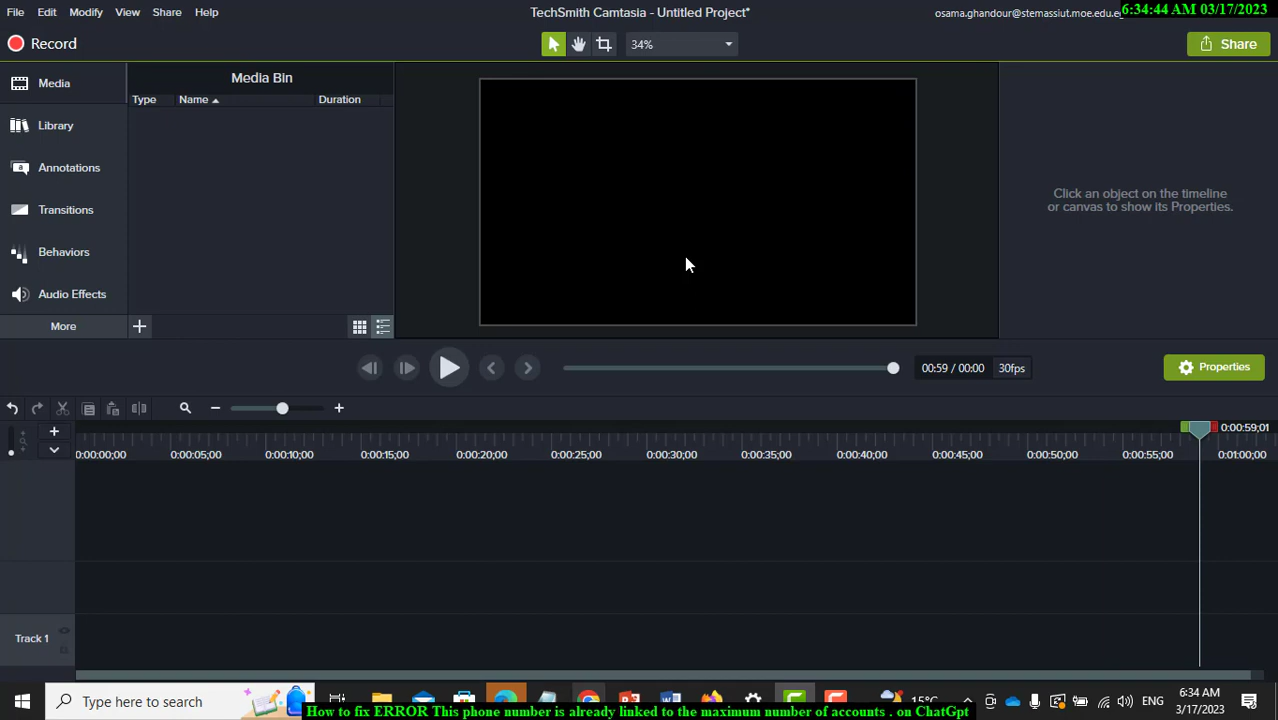 File Edit Modify View Share Help
TechSmith Camtasia - Untitled Project*
osama.ghandour@stemassiut.moe.edu.e
6:34:44 AM 03/17/2023
Record
34%
Share
Media
Library
Annotations
Transitions
Behaviors
Audio Effects
More
Media Bin
Type Name Duration
Click an object on the timeline
or canvas to show its Properties.
00:59 / 00:00 30fps
Properties
0:00:59;01
0:00:00;00 0:00:05;00 0:00:10;00 0:00:15;00 0:00:20;00 0:00:25;00 0:00:30;00 0:00:35;00 0:00:40;00 0:00:45;00 0:00:50;00 0:00:55;00 0:01:00;00
Track 1
Type here to search
15°C
ENG
6:34 AM
3/17/2023
How to fix ERROR This phone number is already linked to the maximum number of accounts . on ChatGpt